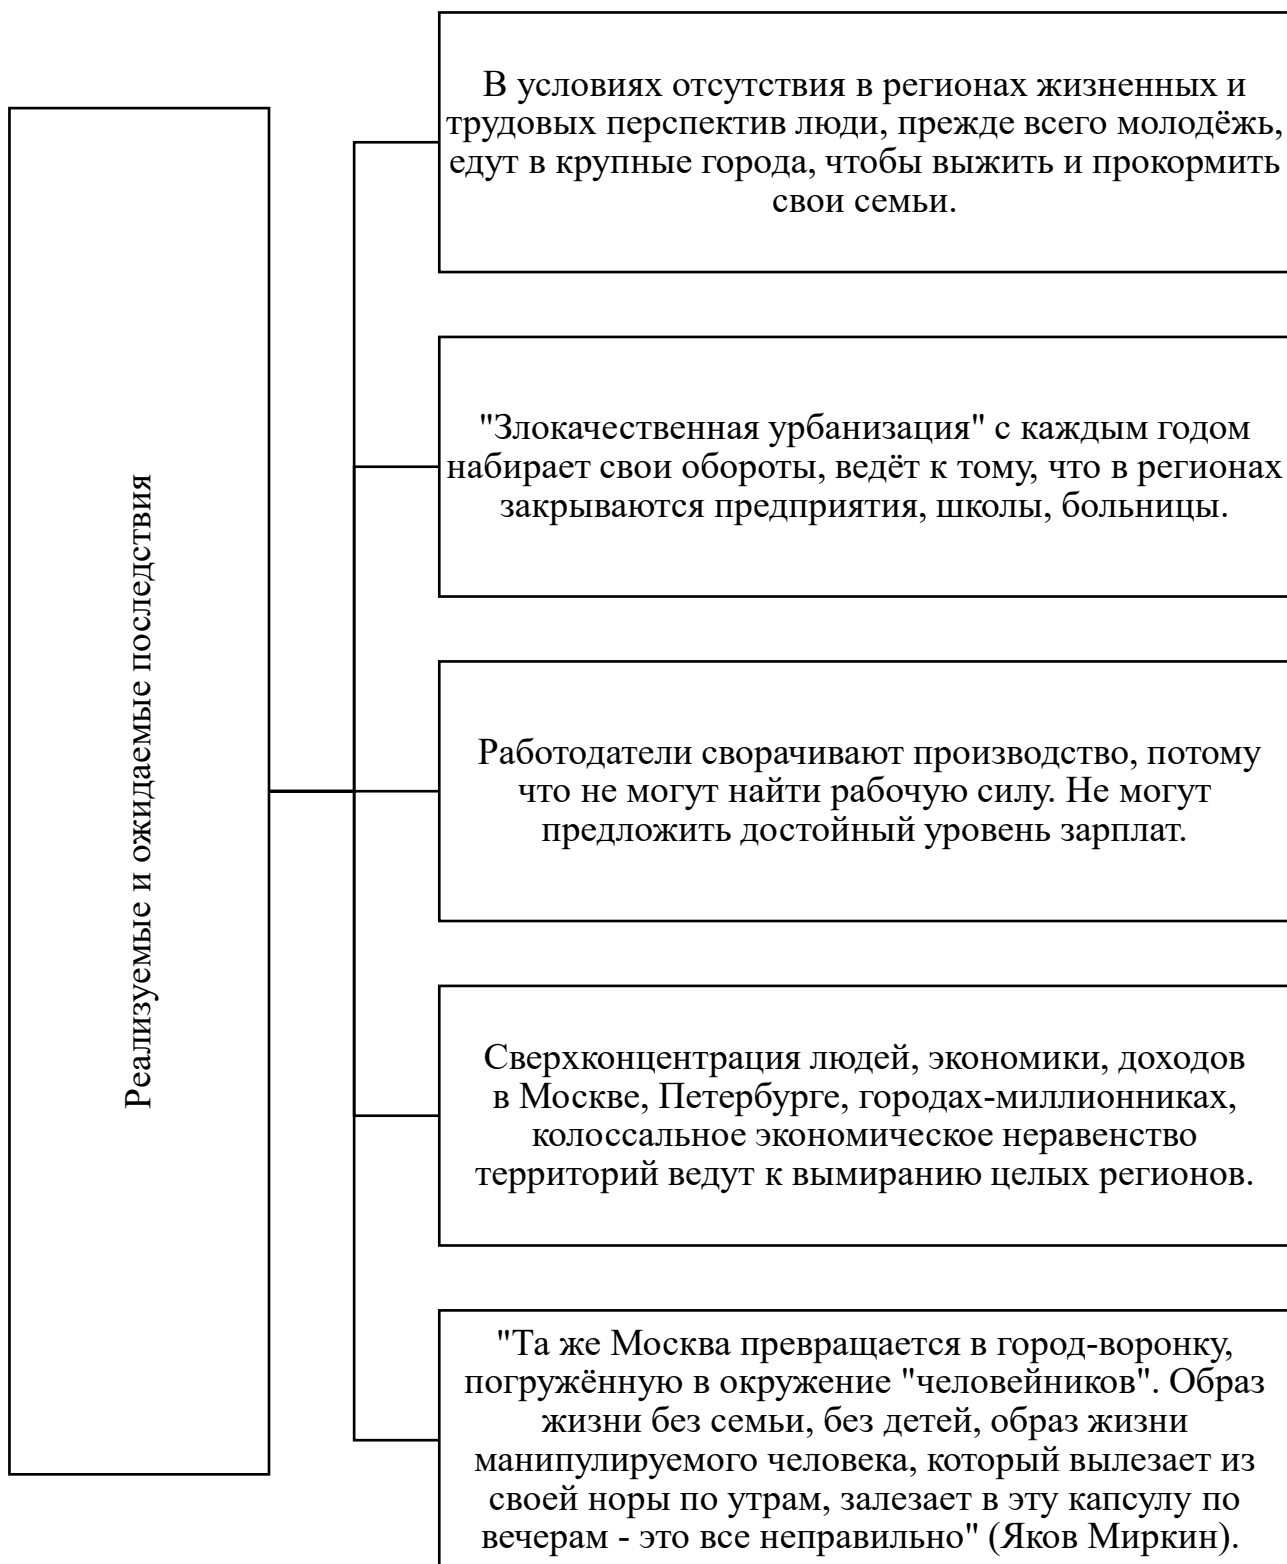 Реализуемые и ожидаемые последствия
В условиях отсутствия в регионах жизненных и
трудовых перспектив люди, прежде всего молодёжь,
едут в крупные города, чтобы выжить и прокормить
свои семьи.
"Злокачественная урбанизация" с каждым годом
набирает свои обороты, ведёт к тому, что в регионах
закрываются предприятия, школы, больницы.
Работодатели сворачивают производство, потому
что не могут найти рабочую силу. Не могут
предложить достойный уровень зарплат.
Сверхконцентрация людей, экономики, доходов
в Москве, Петербурге, городах-миллионниках,
колоссальное экономическое неравенство
территорий ведут к вымиранию целых регионов.
"Та же Москва превращается в город-воронку,
погружённую в окружение "человейников". Образ
жизни без семьи, без детей, образ жизни
манипулируемого человека, который вылезает из
своей норы по утрам, залезает в эту капсулу по
вечерам - это все неправильно" (Яков Миркин).